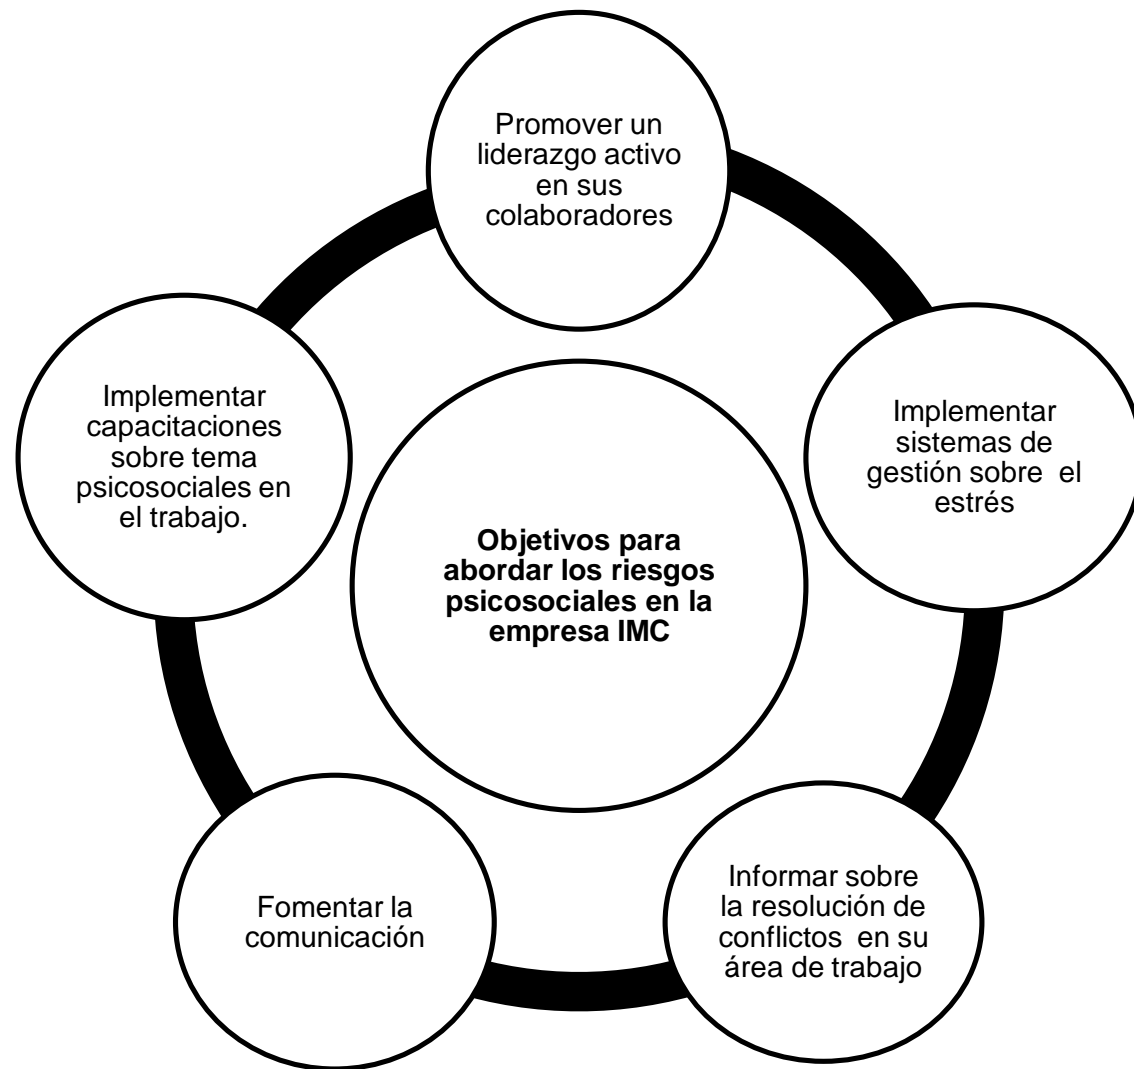 Promover un
liderazgo activo
en sus
colaboradores
Implementar
sistemas de
gestión sobre  el
estrés
Informar sobre
la resolución de
conflictos  en su
área de trabajo
Fomentar la
comunicación
Implementar
capacitaciones
sobre tema
psicosociales en
el trabajo.
Objetivos para
abordar los riesgos
psicosociales en la
empresa IMC